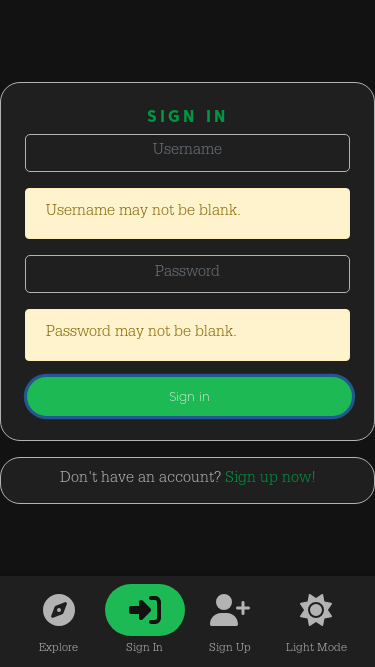 SIGN IN
Username
Username may not be blank.
Password
Password may not be blank.
Sign in
Don't have an account? Sign up now!
Explore
Sign In
Sign Up
Light Mode